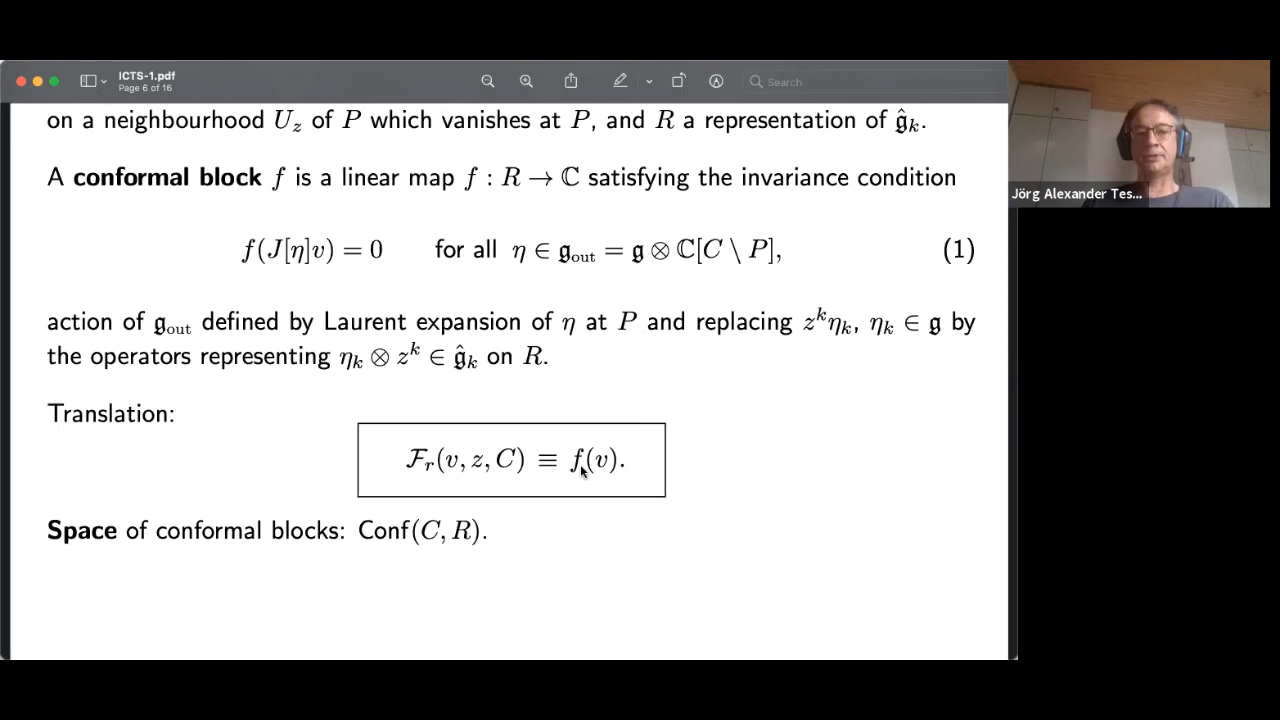 ICTS-1.pdf
Page 6 of 16
Search
on a neighbourhood $U_z$ of $P$ which vanishes at $P$, and $R$ a representation of $\hat{\mathfrak{g}}_k$.
A conformal block $f$ is a linear map $f : R \to \mathbb{C}$ satisfying the invariance condition
$f(J[\eta]v) = 0$ for all $\eta \in \mathfrak{g}_{\text{out}} = \mathfrak{g} \otimes \mathbb{C}[C \setminus P],$ (1)
action of $\mathfrak{g}_{\text{out}}$ defined by Laurent expansion of $\eta$ at $P$ and replacing $z^k\eta_k$, $\eta_k \in \mathfrak{g}$ by
the operators representing $\eta_k \otimes z^k \in \hat{\mathfrak{g}}_k$ on $R$.
Translation:
$\mathcal{F}_r(v, z, C) \equiv f(v).$
Space of conformal blocks: Conf$(C, R)$.
Jörg Alexander Tes...